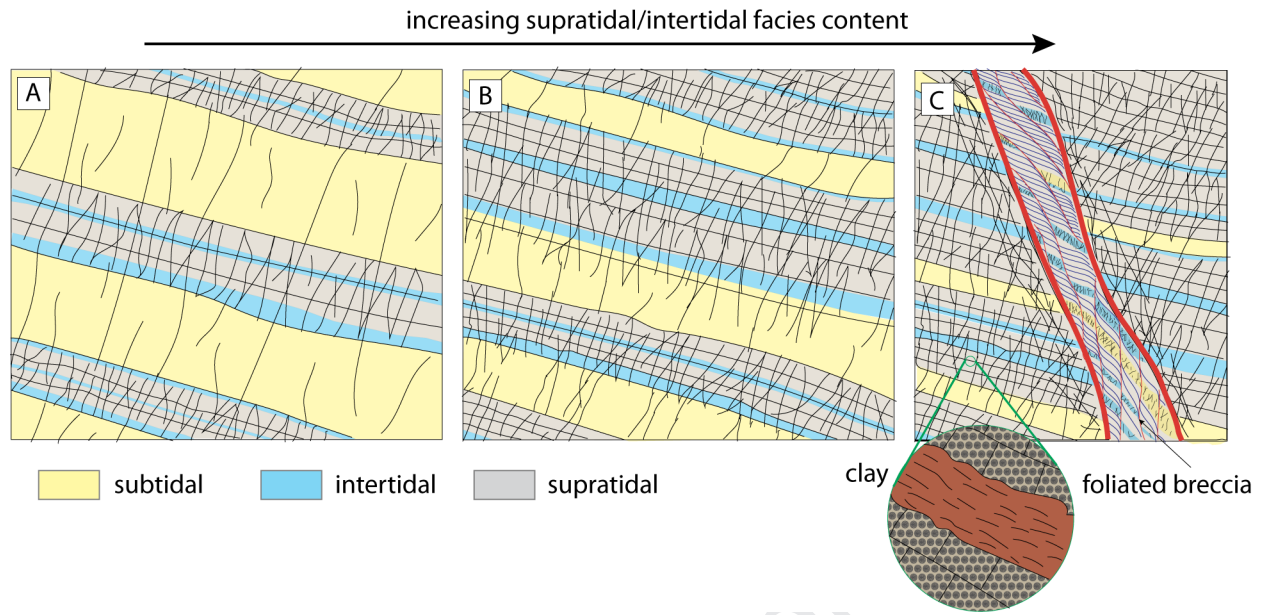 increasing supratidal/intertidal facies content
A
B
C
subtidal
intertidal
supratidal
clay
foliated breccia